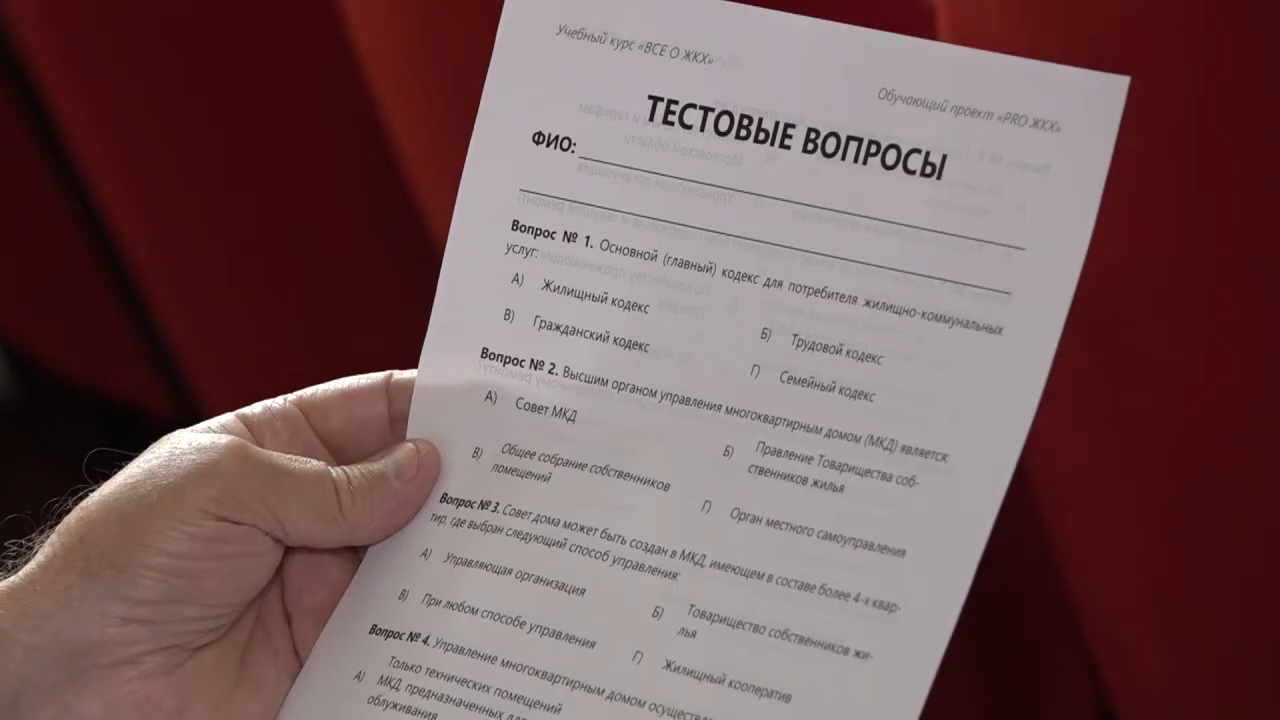 Учебный курс «ВСЕ О ЖКХ»
Обучающий проект «PRO ЖКХ»
ТЕСТОВЫЕ ВОПРОСЫ
ФИО:
Вопрос № 1. Основной (главный) кодекс для потребителя жилищно-коммунальных
услуг:
А) Жилищный кодекс
Б) Трудовой кодекс
В) Гражданский кодекс
Г) Семейный кодекс
Вопрос № 2. Высшим органом управления многоквартирным домом (МКД) является:
А) Совет МКД
Б) Правление Товарищества соб-
ственников жилья
В) Общее собрание собственников
помещений
Г) Орган местного самоуправления
Вопрос № 3. Совет дома может быть создан в МКД, имеющем в составе более 4-х квар-
тир, где выбран следующий способ управления:
А) Управляющая организация
Б) Товарищество собственников жи-
лья
В) При любом способе управления
Г) Жилищный кооператив
Вопрос № 4. Управление многоквартирным домом осущест
Только технических помещений
А) МКД, предназначенных для
облуживания